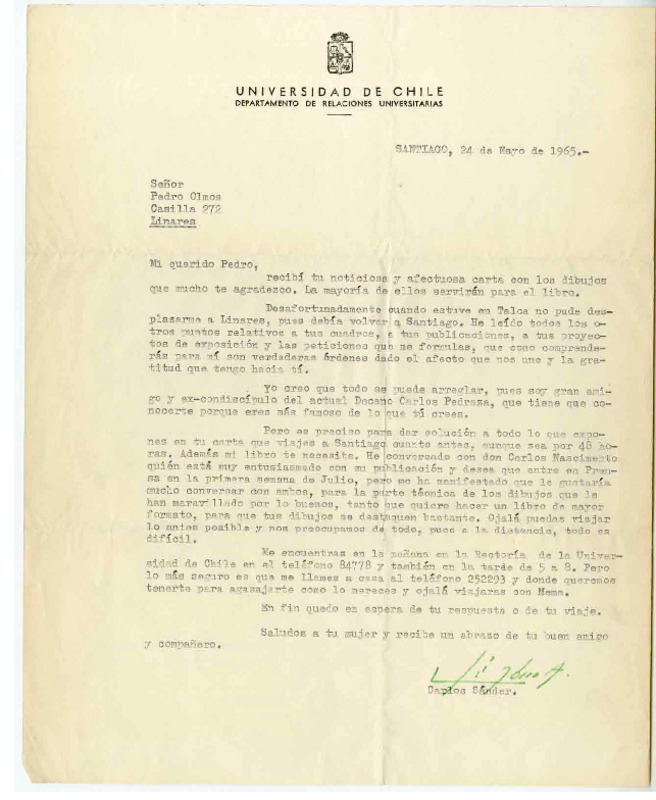 UNIVERSIDAD DE CHILE
DEPARTAMENTO DE RELACIONES UNIVERSITARIAS
SANTIAGO, 24 de Mayo de 1965.-
Señor
Pedro Olmos
Casilla 272
Linares
Mi querido Pedro,
recibí tu noticiosa y afectuosa carta con los dibujos
que mucho te agradezco. La mayoría de ellos servirán para el libro.
Desafortunadamente cuando estuve en Talca no pude des-
plazarme a Linares, pues debía volver a Santiago. He leído todos los o-
tros puntos relativos a tus cuadros, a tus publicaciones, a tus proyec-
tos de exposición y las peticiones que me formulas, que como comprende-
rás para mí son verdaderas órdenes dado el afecto que nos une y la gra-
titud que tengo hacia tí.
Yo creo que todo se puede arreglar, pues soy gran ami-
go y ex-condiscípulo del actual Decano Carlos Pedraza, que tiene que co-
nocerte porque eres más famoso de lo que tú crees.
Pero es preciso para dar solución a todo lo que expo-
nes en tu carta que viajes a Santiago cuanto antes, aunque sea por 48 ho-
ras. Además mi libro te necesita. He conversado con don Carlos Nascimento
quién está muy entusiasmado con su publicación y desea que entre en Pren-
sa en la primera semana de Julio, pero me ha manifestado que le gustaría
mucho conversar con ambos, para la parte técnica de los dibujos que le
han maravillado por lo buenos, tanto que quiere hacer un libro de mayor
formato, para que tus dibujos se destaquen bastante. Ojalá puedas viajar
lo antes posible y nos preocupamos de todo, pues a la distancia, todo es
difícil.
Me encuentras en la mañana en la Rectoría de la Univer-
sidad de Chile en el teléfono 84778 y también en la tarde de 5 a 8. Pero
lo más seguro es que me llames a casa al teléfono 252293 y donde queremos
tenerte para agasajarte como lo mereces y ojalá viajaras con Nema.
En fin quedo en espera de tu respuesta o de tu viaje.
Saludos a tu mujer y recibe un abrazo de tu buen amigo
y compañero.
Carlos Sánder.